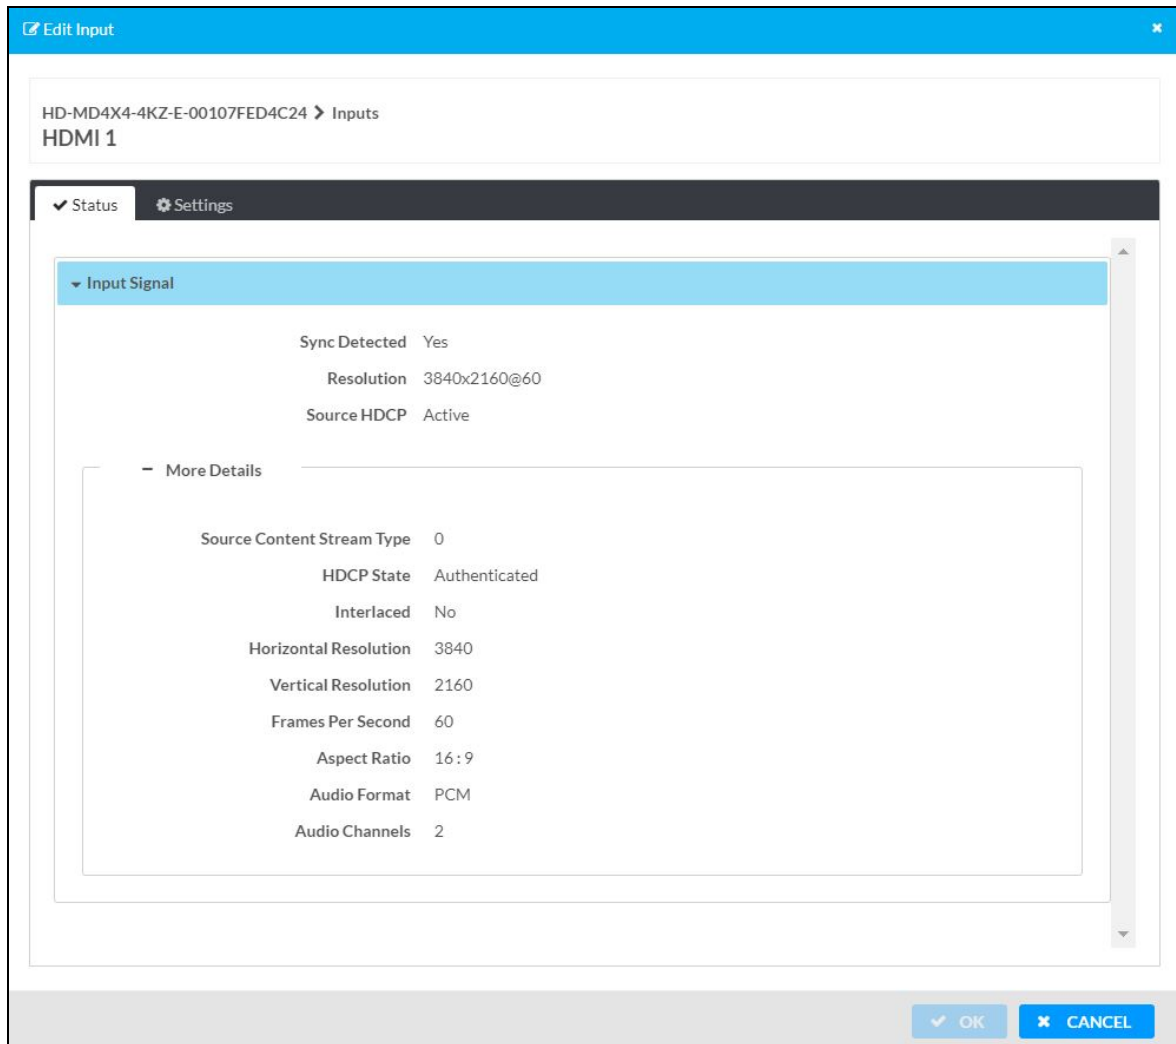 Edit Input
HD-MD4X4-4KZ-E-00107FED4C24 > Inputs
HDMI 1
Status Settings
Input Signal
Sync Detected Yes
Resolution 3840x2160@60
Source HDCP Active
− More Details
Source Content Stream Type 0
HDCP State Authenticated
Interlaced No
Horizontal Resolution 3840
Vertical Resolution 2160
Frames Per Second 60
Aspect Ratio 16:9
Audio Format PCM
Audio Channels 2
OK CANCEL